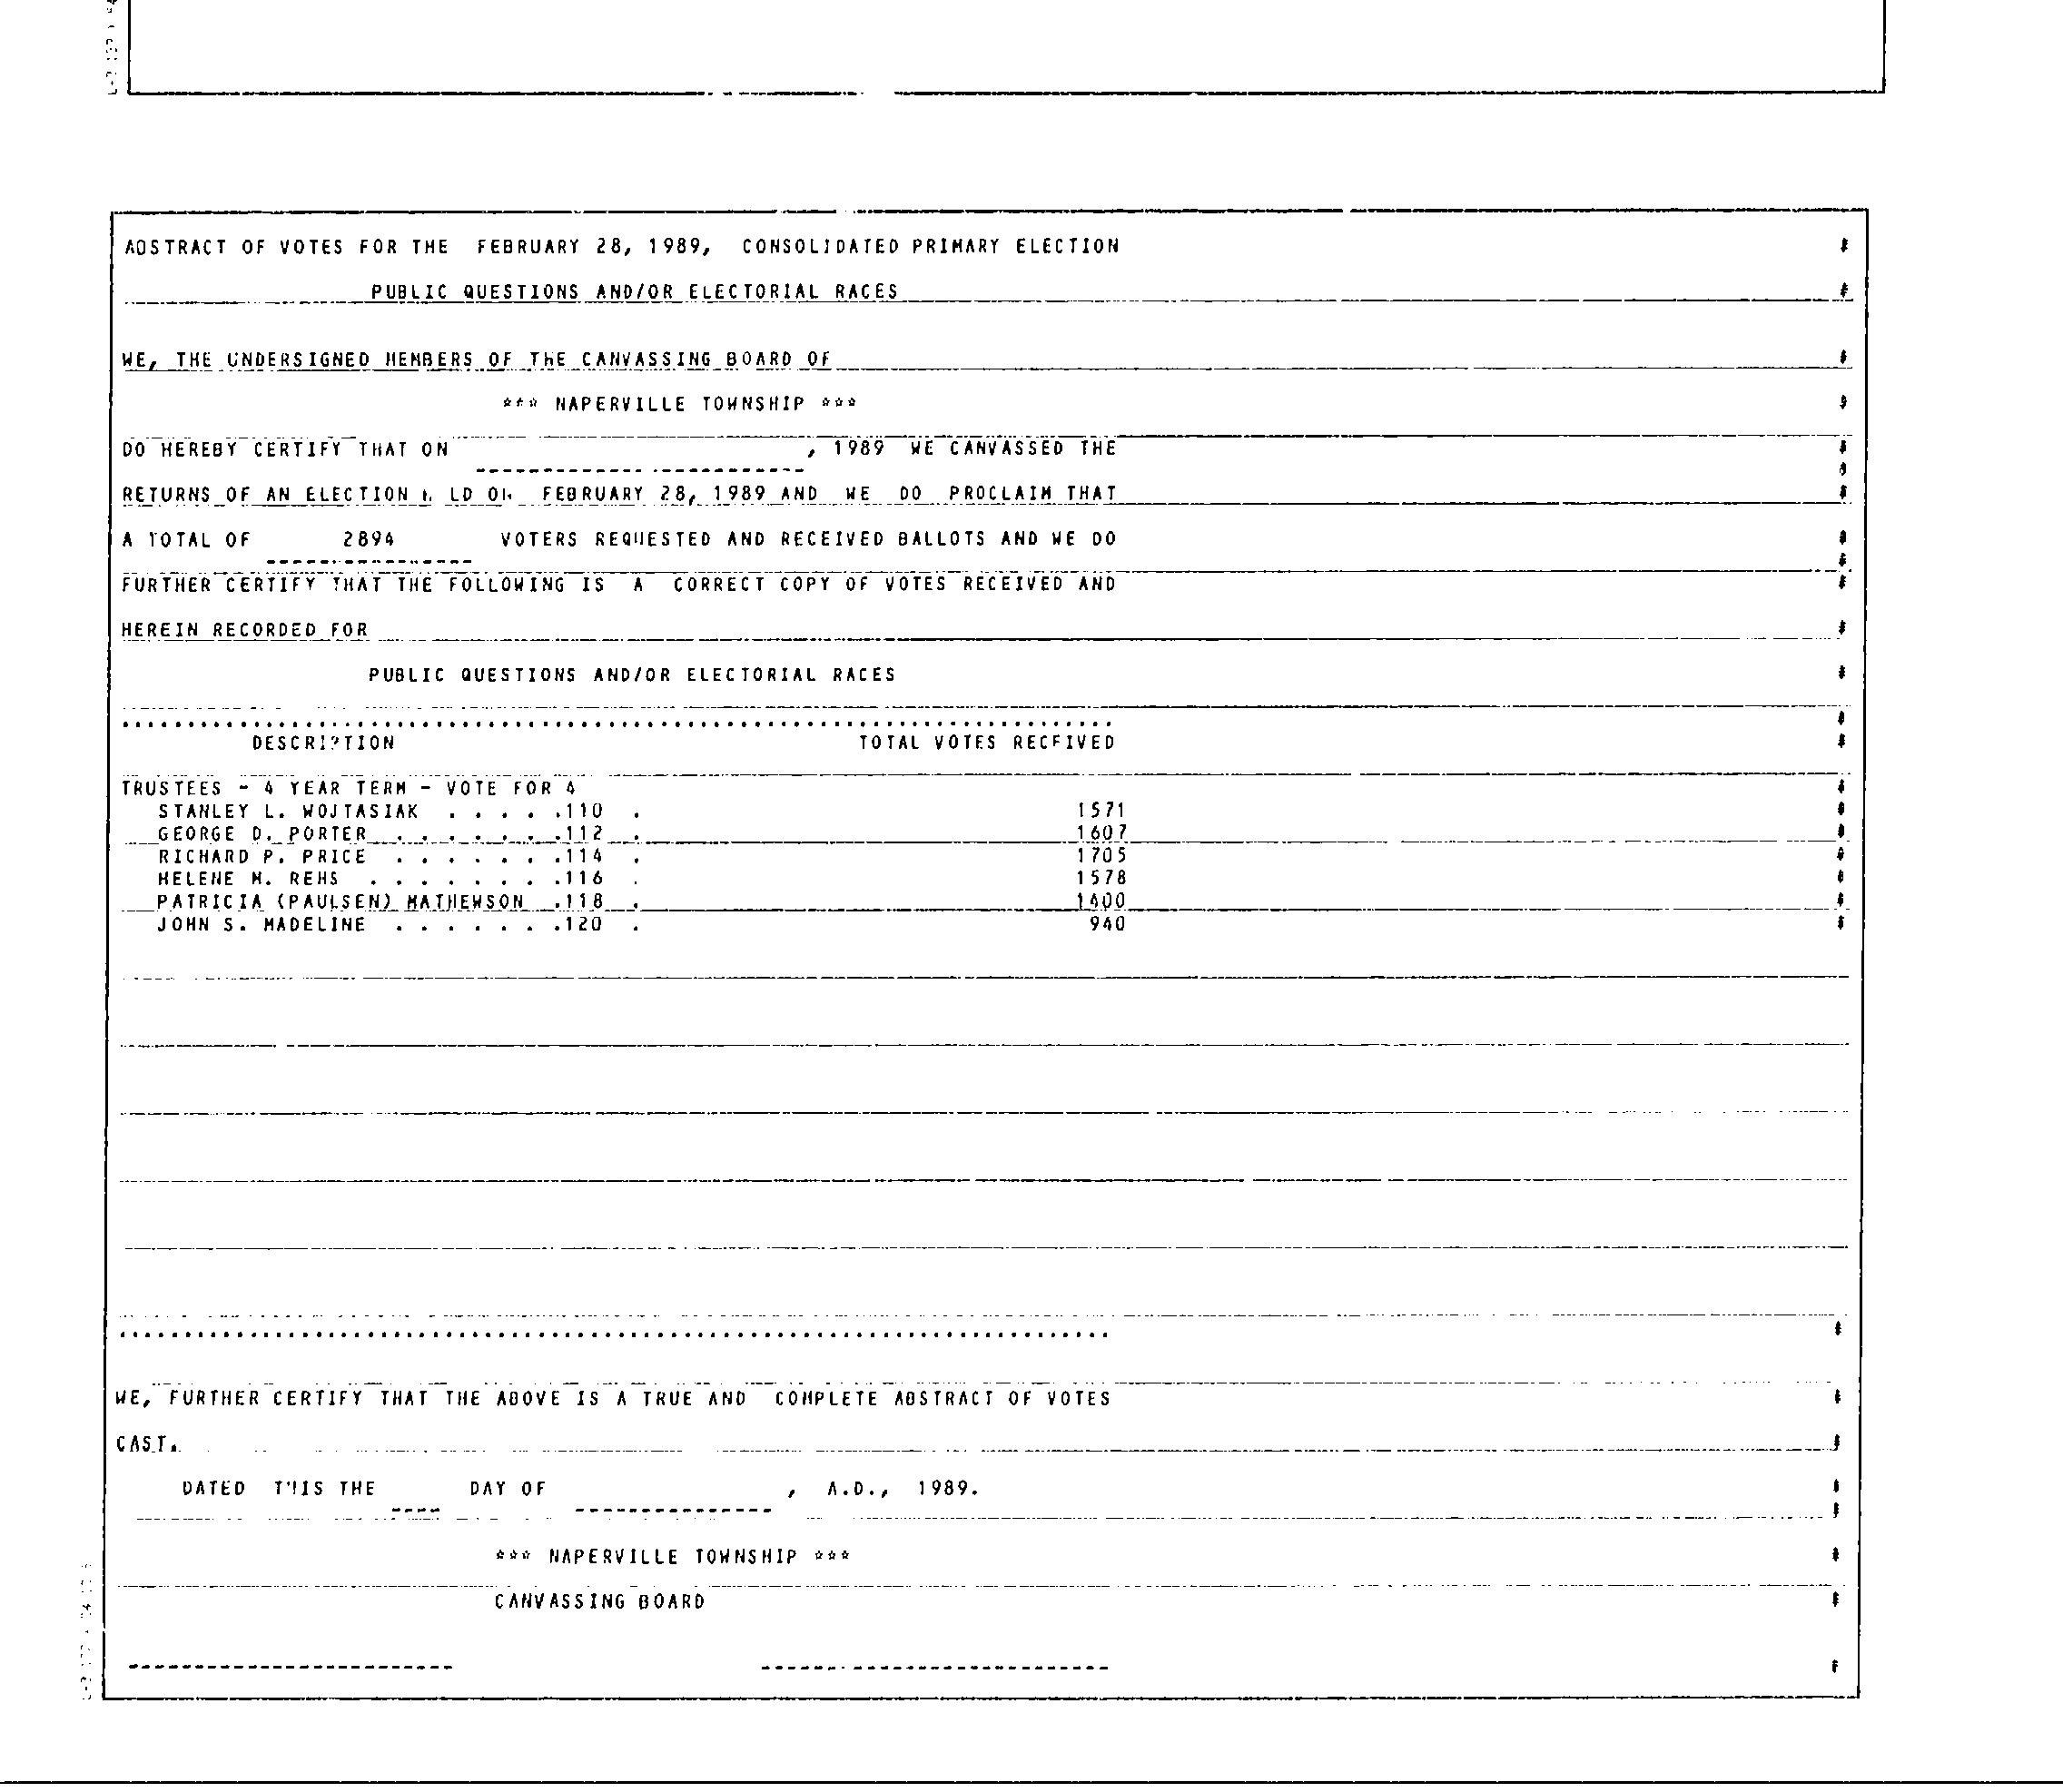 ABSTRACT OF VOTES FOR THE FEBRUARY 28, 1989, CONSOLIDATED PRIMARY ELECTION
PUBLIC QUESTIONS AND/OR ELECTORIAL RACES
WE, THE UNDERSIGNED MEMBERS OF THE CANVASSING BOARD OF
*** NAPERVILLE TOWNSHIP ***
DO HEREBY CERTIFY THAT ON , 1989 WE CANVASSED THE
RETURNS OF AN ELECTION H LD ON FEBRUARY 28, 1989 AND WE DO PROCLAIM THAT
A TOTAL OF 2894 VOTERS REQUESTED AND RECEIVED BALLOTS AND WE DO
FURTHER CERTIFY THAT THE FOLLOWING IS A CORRECT COPY OF VOTES RECEIVED AND
HEREIN RECORDED FOR
PUBLIC QUESTIONS AND/OR ELECTORIAL RACES
DESCRIPTION TOTAL VOTES RECEIVED
TRUSTEES - 4 YEAR TERM - VOTE FOR 4
STANLEY L. WOJTASIAK . . . . .110 . 1571
GEORGE D. PORTER . . . . . . .112 . 1607
RICHARD P. PRICE . . . . . . .114 . 1705
HELENE M. REHS . . . . . . . .116 . 1578
PATRICIA (PAULSEN) MATHEWSON .118 . 1400
JOHN S. MADELINE . . . . . . .120 . 940
WE, FURTHER CERTIFY THAT THE ABOVE IS A TRUE AND COMPLETE ABSTRACT OF VOTES
CAST.
DATED THIS THE DAY OF , A.D., 1989.
*** NAPERVILLE TOWNSHIP ***
CANVASSING BOARD